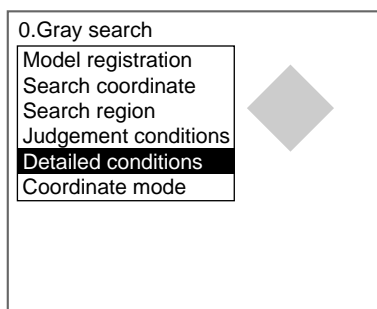 0.Gray search
Model registration
Search coordinate
Search region
Judgement conditions
Detailed conditions
Coordinate mode